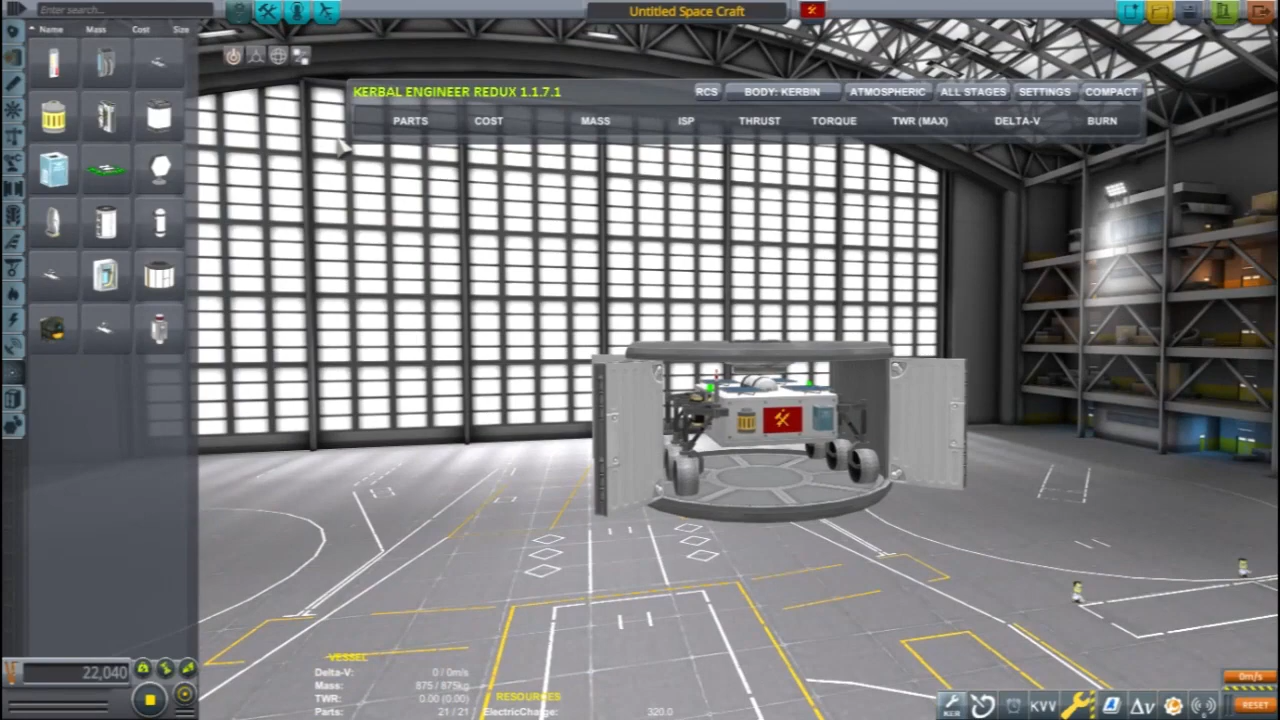 Enter search...
Untitled Space Craft
Name Mass Cost Size
KERBAL ENGINEER REDUX 1.1.7.1 RCS BODY: KERBIN ATMOSPHERIC ALL STAGES SETTINGS COMPACT
PARTS COST MASS ISP THRUST TORQUE TWR (MAX) DELTA-V BURN
22,040
VESSEL
Delta-V: 0 / 0m/s
Mass: 875 / 875kg
TWR: 0.00 (0.00)
Parts: 21 / 21
RESOURCES
ElectricCharge: 320.0
0m/s
KER KVV Δv RESET